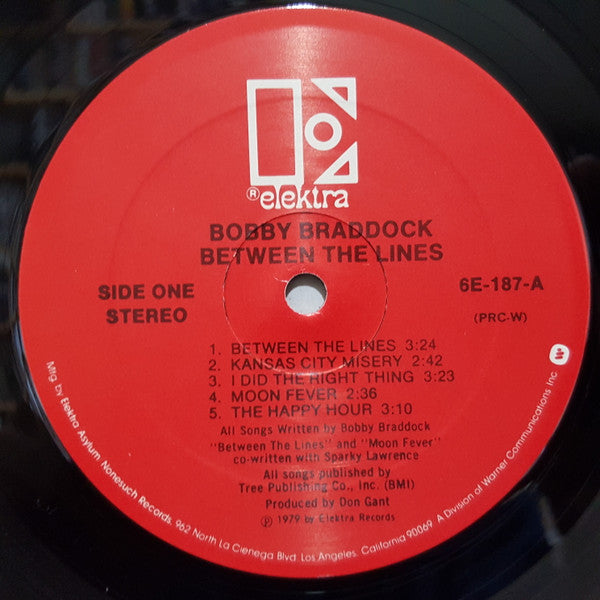 ® elektra
BOBBY BRADDOCK
BETWEEN THE LINES
SIDE ONE
STEREO
6E-187-A
(PRC-W)
1. BETWEEN THE LINES 3:24
2. KANSAS CITY MISERY 2:42
3. I DID THE RIGHT THING 3:23
4. MOON FEVER 2:36
5. THE HAPPY HOUR 3:10
All Songs Written by Bobby Braddock
"Between The Lines" and "Moon Fever"
co-written with Sparky Lawrence
All songs published by
Tree Publishing Co., Inc. (BMI)
Produced by Don Gant
℗ 1979 by Elektra Records
Mfg. by Elektra Asylum, Nonesuch Records, 962 North La Cienega Blvd. Los Angeles, California 90069 A Division of Warner Communications Inc